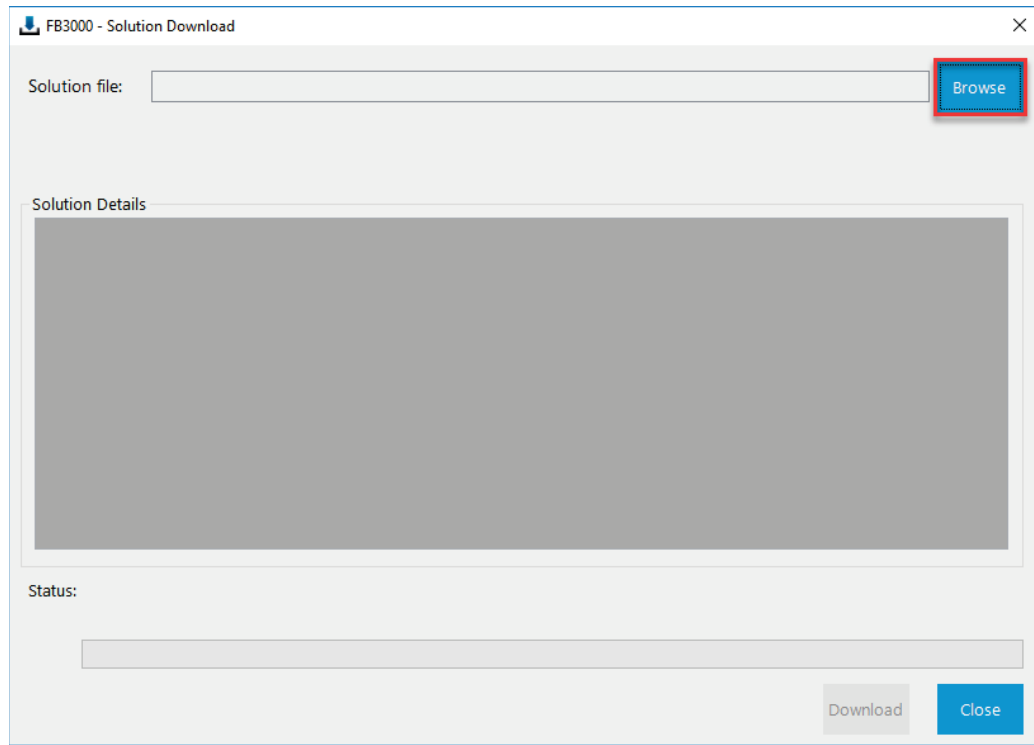 FB3000 - Solution Download
Solution file:
Browse
Solution Details
Status:
Download
Close